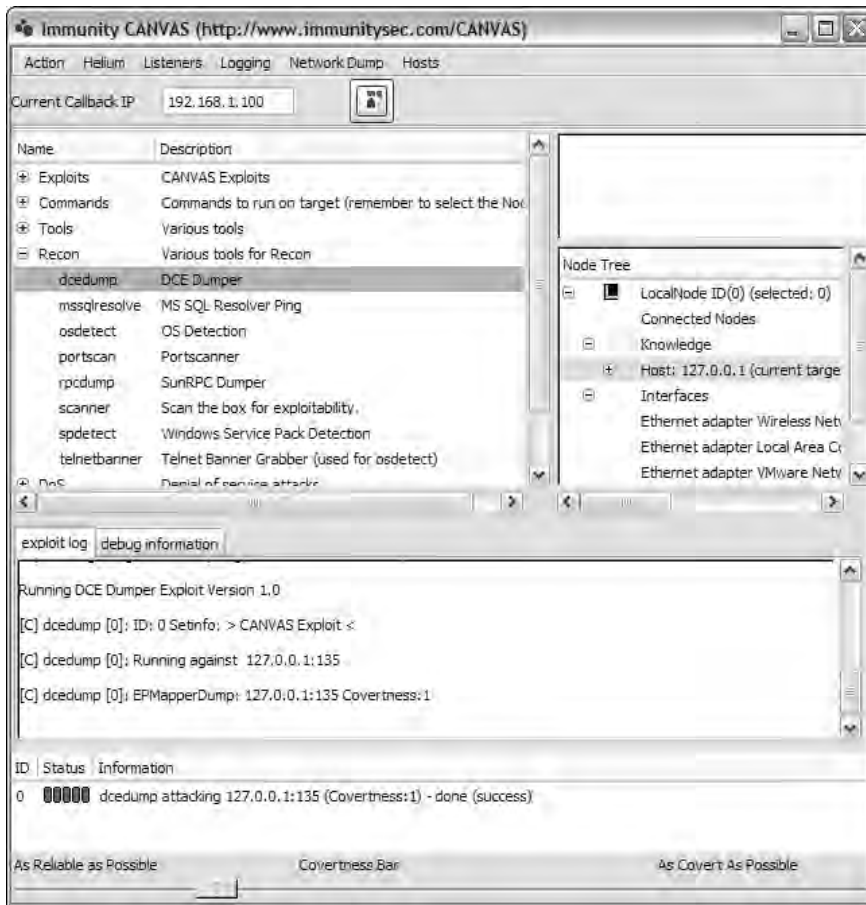 Immunity CANVAS (http://www.immunitysec.com/CANVAS)
Action Helium Listeners Logging Network Dump Hosts
Current Callback IP 192.168.1.100
Name Description
Exploits CANVAS Exploits
Commands Commands to run on target (remember to select the Noc
Tools Various tools
Recon Various tools for Recon
dcedump DCE Dumper
mssqlresolve MS SQL Resolver Ping
osdetect OS Detection
portscan Portscanner
rpcdump SunRPC Dumper
scanner Scan the box for exploitability.
spdetect Windows Service Pack Detection
telnetbanner Telnet Banner Grabber (used for osdetect)
DoS Denial of service attacks
Node Tree
LocalNode ID(0) (selected: 0)
Connected Nodes
Knowledge
Host: 127.0.0.1 (current targe
Interfaces
Ethernet adapter Wireless Netw
Ethernet adapter Local Area Co
Ethernet adapter VMware Netw
exploit log debug information
Running DCE Dumper Exploit Version 1.0
[C] dcedump [0]: ID: 0 Setinfo: > CANVAS Exploit <
[C] dcedump [0]: Running against 127.0.0.1:135
[C] dcedump [0]: EPMapperDump: 127.0.0.1:135 Covertness:1
ID Status Information
0 dcedump attacking 127.0.0.1:135 (Covertness:1) - done (success)
As Reliable as Possible Covertness Bar As Covert As Possible